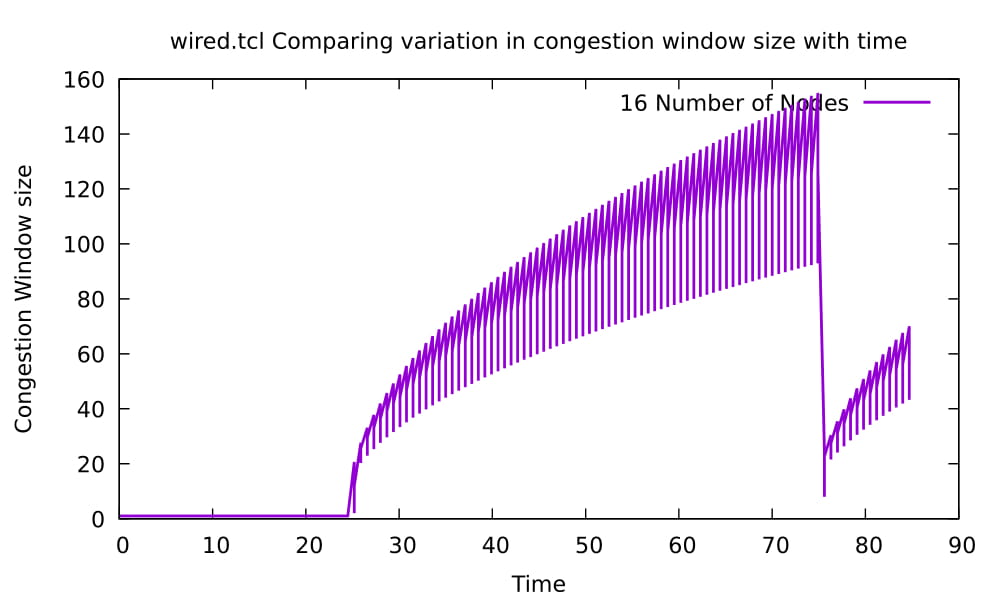 wired.tcl Comparing variation in congestion window size with time
16 Number of Nodes
160
140
120
100
80
60
40
20
0
Congestion Window size
0 10 20 30 40 50 60 70 80 90
Time